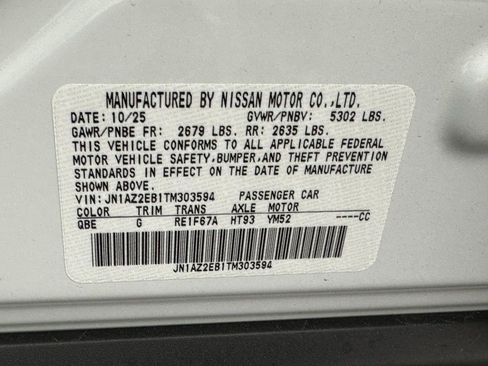 MANUFACTURED BY NISSAN MOTOR CO.,LTD.
DATE: 10/25 GVWR/PNBV: 5302 LBS.
GAWR/PNBE FR: 2679 LBS. RR: 2635 LBS.
THIS VEHICLE CONFORMS TO ALL APPLICABLE FEDERAL
MOTOR VEHICLE SAFETY,BUMPER,AND THEFT PREVENTION
STANDARDS IN EFFECT ON THE DATE OF MANUFACTURE
SHOWN ABOVE.
VIN:JN1AZ2EB1TM303594 PASSENGER CAR
COLOR TRIM TRANS AXLE MOTOR
QBE G RE1F67A HT93 YM52 ----CC
JN1AZ2EB1TM303594